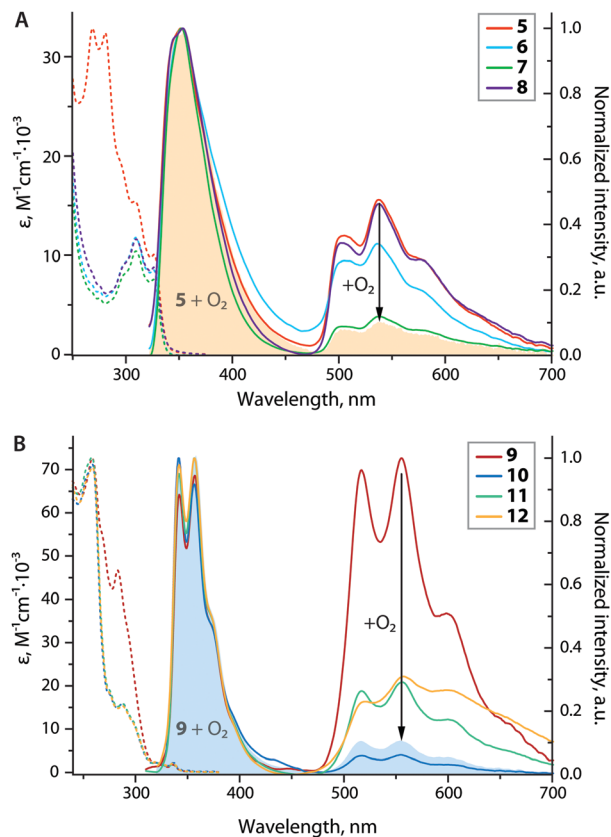 A
5
6
7
8
30
20
10
0
ε, M⁻¹cm⁻¹·10⁻³
1.0
0.8
0.6
0.4
0.2
0.0
Normalized intensity, a.u.
5 + O₂
+O₂
300 400 500 600 700
Wavelength, nm
B
9
10
11
12
70
60
50
40
30
20
10
0
ε, M⁻¹cm⁻¹·10⁻³
1.0
0.8
0.6
0.4
0.2
0.0
Normalized intensity, a.u.
+O₂
9 + O₂
300 400 500 600 700
Wavelength, nm